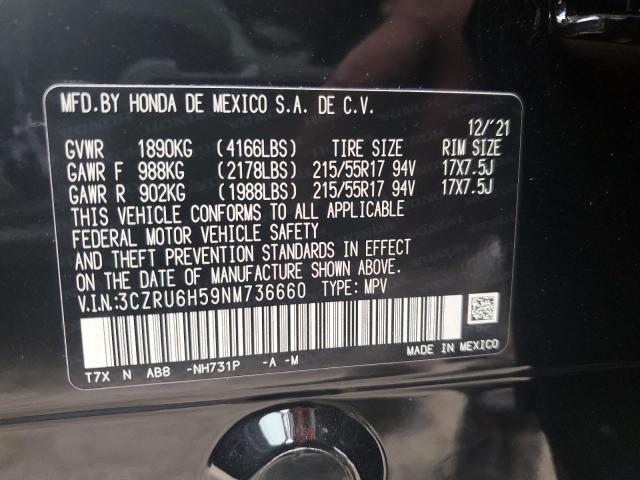 MFD.BY HONDA DE MEXICO S.A. DE C.V.
12/'21
GVWR 1890KG (4166LBS) TIRE SIZE RIM SIZE
GAWR F 988KG (2178LBS) 215/55R17 94V 17X7.5J
GAWR R 902KG (1988LBS) 215/55R17 94V 17X7.5J
THIS VEHICLE CONFORMS TO ALL APPLICABLE
FEDERAL MOTOR VEHICLE SAFETY
AND THEFT PREVENTION STANDARDS IN EFFECT
ON THE DATE OF MANUFACTURE SHOWN ABOVE.
V.I.N.:3CZRU6H59NM736660 TYPE: MPV
MADE IN MEXICO
T7X N AB8 -NH731P -A -M